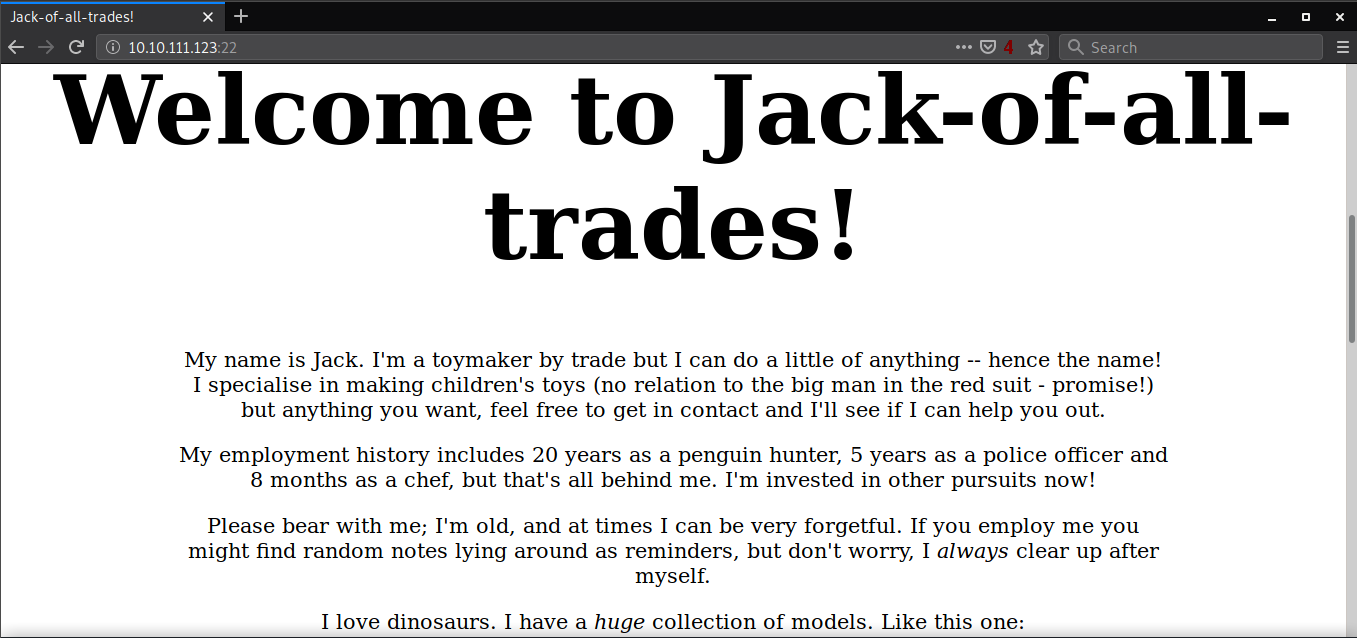 Jack-of-all-trades!
10.10.111.123:22
4
Search
Welcome to Jack-of-all-
trades!
My name is Jack. I'm a toymaker by trade but I can do a little of anything -- hence the name!
I specialise in making children's toys (no relation to the big man in the red suit - promise!)
but anything you want, feel free to get in contact and I'll see if I can help you out.
My employment history includes 20 years as a penguin hunter, 5 years as a police officer and
8 months as a chef, but that's all behind me. I'm invested in other pursuits now!
Please bear with me; I'm old, and at times I can be very forgetful. If you employ me you
might find random notes lying around as reminders, but don't worry, I always clear up after
myself.
I love dinosaurs. I have a huge collection of models. Like this one: